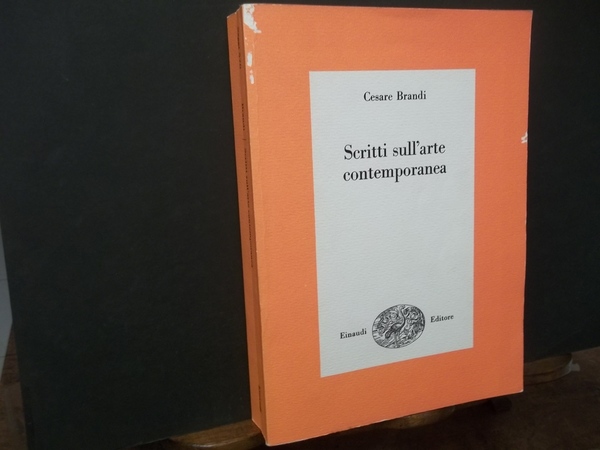 Cesare Brandi
Scritti sull'arte
contemporanea
Einaudi Editore